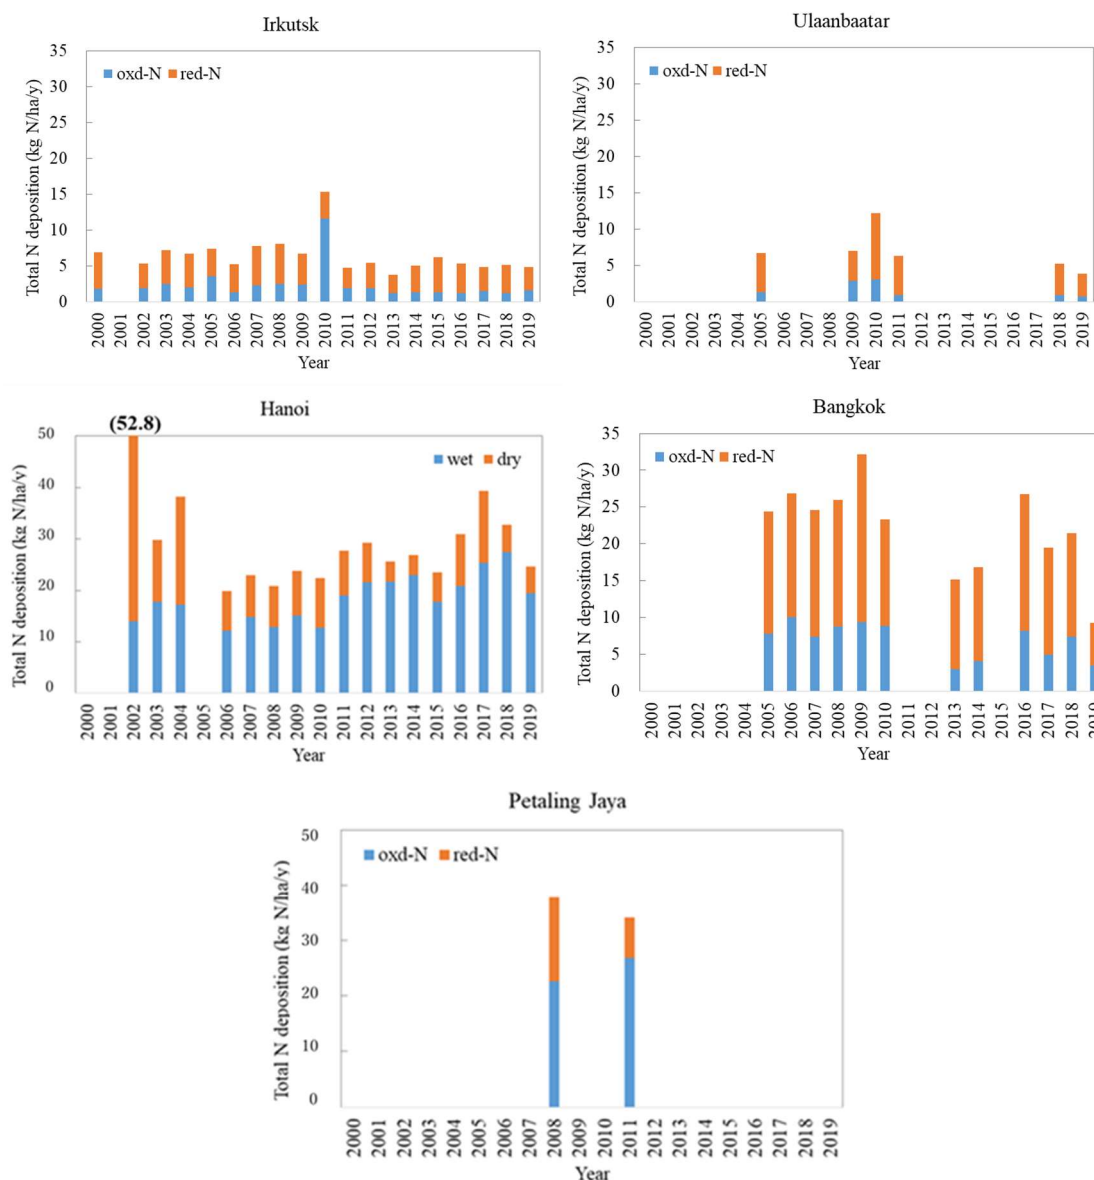 Irkutsk
Total N deposition (kg N/ha/y)
oxd-N red-N
35
30
25
20
15
10
5
0
2000 2001 2002 2003 2004 2005 2006 2007 2008 2009 2010 2011 2012 2013 2014 2015 2016 2017 2018 2019
Year
Ulaanbaatar
Total N deposition (kg N/ha/y)
oxd-N red-N
35
30
25
20
15
10
5
0
2000 2001 2002 2003 2004 2005 2006 2007 2008 2009 2010 2011 2012 2013 2014 2015 2016 2017 2018 2019
Year
Hanoi
(52.8)
Total N deposition (kg N/ha/y)
wet dry
50
40
30
20
10
0
2000 2001 2002 2003 2004 2005 2006 2007 2008 2009 2010 2011 2012 2013 2014 2015 2016 2017 2018 2019
Year
Bangkok
Total N deposition (kg N/ha/y)
oxd-N red-N
35
30
25
20
15
10
5
0
2000 2001 2002 2003 2004 2005 2006 2007 2008 2009 2010 2011 2012 2013 2014 2015 2016 2017 2018 2019
Year
Petaling Jaya
Total N deposition (kg N/ha/y)
oxd-N red-N
50
40
30
20
10
0
2000 2001 2002 2003 2004 2005 2006 2007 2008 2009 2010 2011 2012 2013 2014 2015 2016 2017 2018 2019
Year